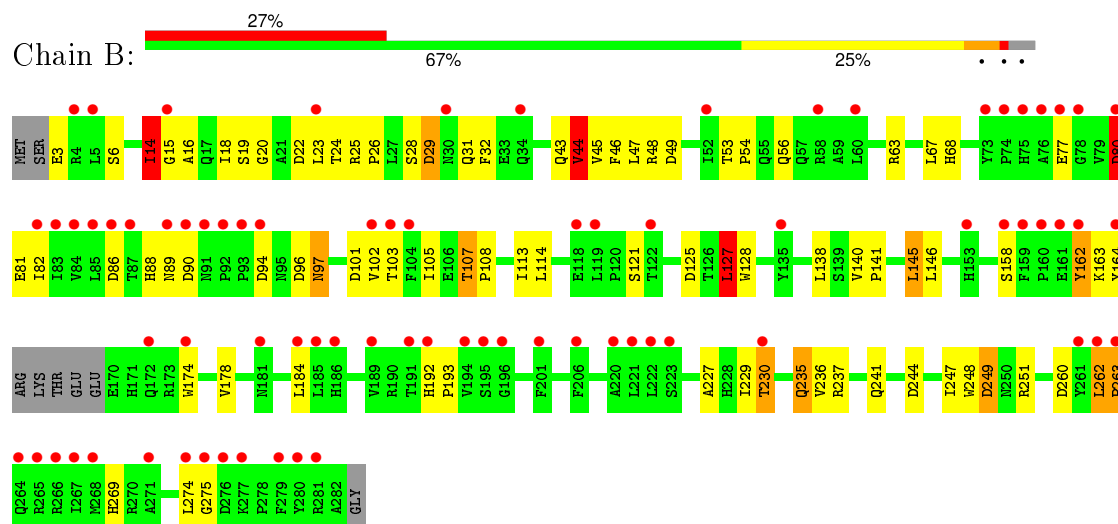 27%
Chain B:
67% 25% • • •
MET SER E3 R4 L5 S6 I14 G15 A16 Q17 I18 S19 G20 A21 D22 L23 T24 R25 P26 L27 S28 D29 N30 Q31 F32 E33 Q34 Q43 V44 V45 F46 L47 R48 D49 I52 T53 P54 Q55 Q56 Q57 R58 A59 L60 R63 L67 H68 Y73 P74 H75 A76 E77 G78 V79 D80
E81 I82 I83 V84 L85 D86 T87 H88 N89 D90 N91 P92 P93 D94 N95 D96 N97 D101 V102 T103 F104 I105 E106 T107 P108 I113 L114 E118 L119 P120 S121 T122 D125 T126 L127 W128 Y135 L138 S139 V140 P141 L145 L146 H153 S158 F159 P160 E161 Y162 K163 Y164
ARG LYS THR GLU GLU E170 H171 Q172 R173 W174 V178 N181 L184 L185 H186 V189 R190 T191 H192 P193 V194 S195 G196 F201 F206 A220 L221 L222 S223 A227 H228 I229 T230 Q235 V236 R237 Q241 D244 I247 W248 D249 N250 R251 D260 Y261 L262
Q264 R265 R266 I267 M268 H269 R270 A271 L274 G275 D276 K277 P278 F279 Y280 R281 A282 GLY